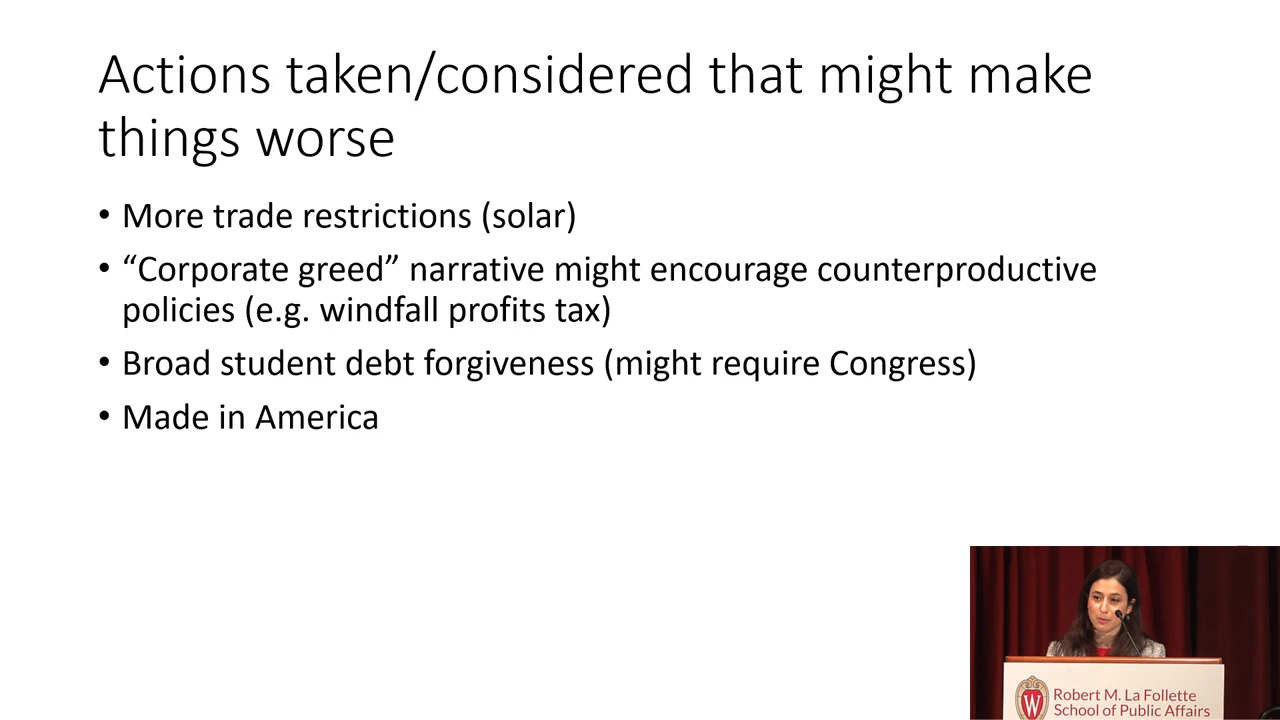 Actions taken/considered that might make
things worse
• More trade restrictions (solar)
• “Corporate greed” narrative might encourage counterproductive
policies (e.g. windfall profits tax)
• Broad student debt forgiveness (might require Congress)
• Made in America
W
Robert M. La Follette
School of Public Affairs